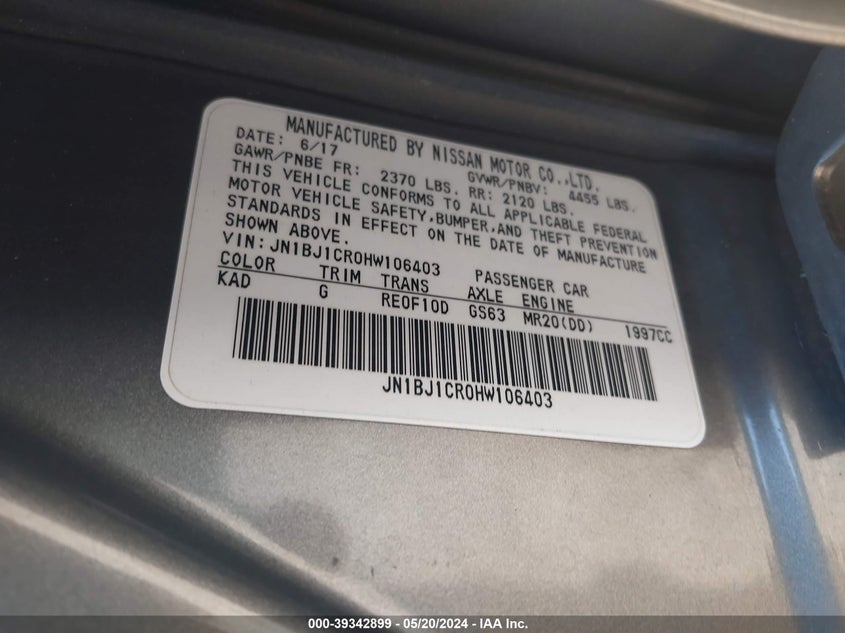 MANUFACTURED BY NISSAN MOTOR CO.,LTD.
DATE: 6/17 GVWR/PNBV: 4455 LBS.
GAWR/PNBE FR: 2370 LBS. RR: 2120 LBS.
THIS VEHICLE CONFORMS TO ALL APPLICABLE FEDERAL
MOTOR VEHICLE SAFETY,BUMPER,AND THEFT PREVENTION
STANDARDS IN EFFECT ON THE DATE OF MANUFACTURE
SHOWN ABOVE.
VIN:JN1BJ1CR0HW106403 PASSENGER CAR
COLOR TRIM TRANS AXLE ENGINE
KAD G RE0F10D GS63 MR20(DD) 1997CC
JN1BJ1CR0HW106403
000-39342899 - 05/20/2024 - IAA Inc.